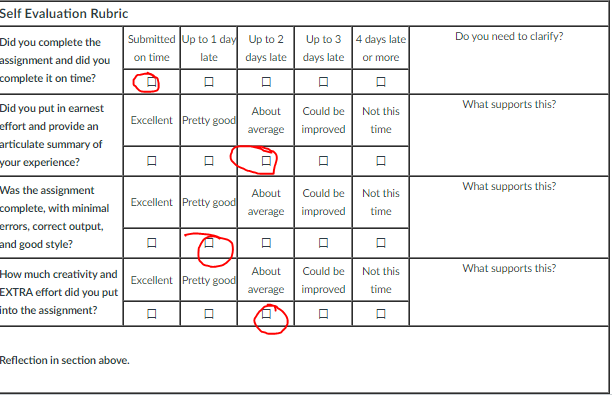 Self Evaluation Rubric
Did you complete the
assignment and did you
complete it on time?
Submitted
on time
Up to 1 day
late
Up to 2
days late
Up to 3
days late
4 days late
or more
Do you need to clarify?
☐ ☐ ☐ ☐ ☐
Did you put in earnest
effort and provide an
articulate summary of
your experience?
Excellent
Pretty good
About
average
Could be
improved
Not this
time
What supports this?
☐ ☐ ☐ ☐ ☐
Was the assignment
complete, with minimal
errors, correct output,
and good style?
Excellent
Pretty good
About
average
Could be
improved
Not this
time
What supports this?
☐ ☐ ☐ ☐ ☐
How much creativity and
EXTRA effort did you put
into the assignment?
Excellent
Pretty good
About
average
Could be
improved
Not this
time
What supports this?
☐ ☐ ☐ ☐ ☐
Reflection in section above.